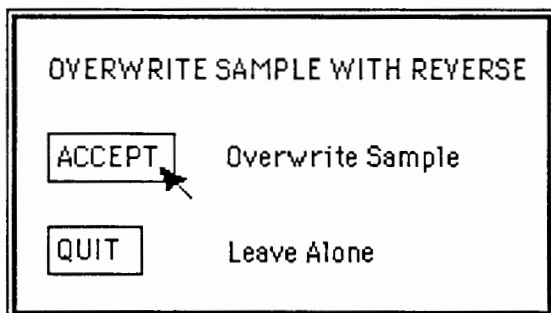 OVERWRITE SAMPLE WITH REVERSE
ACCEPT Overwrite Sample
QUIT Leave Alone